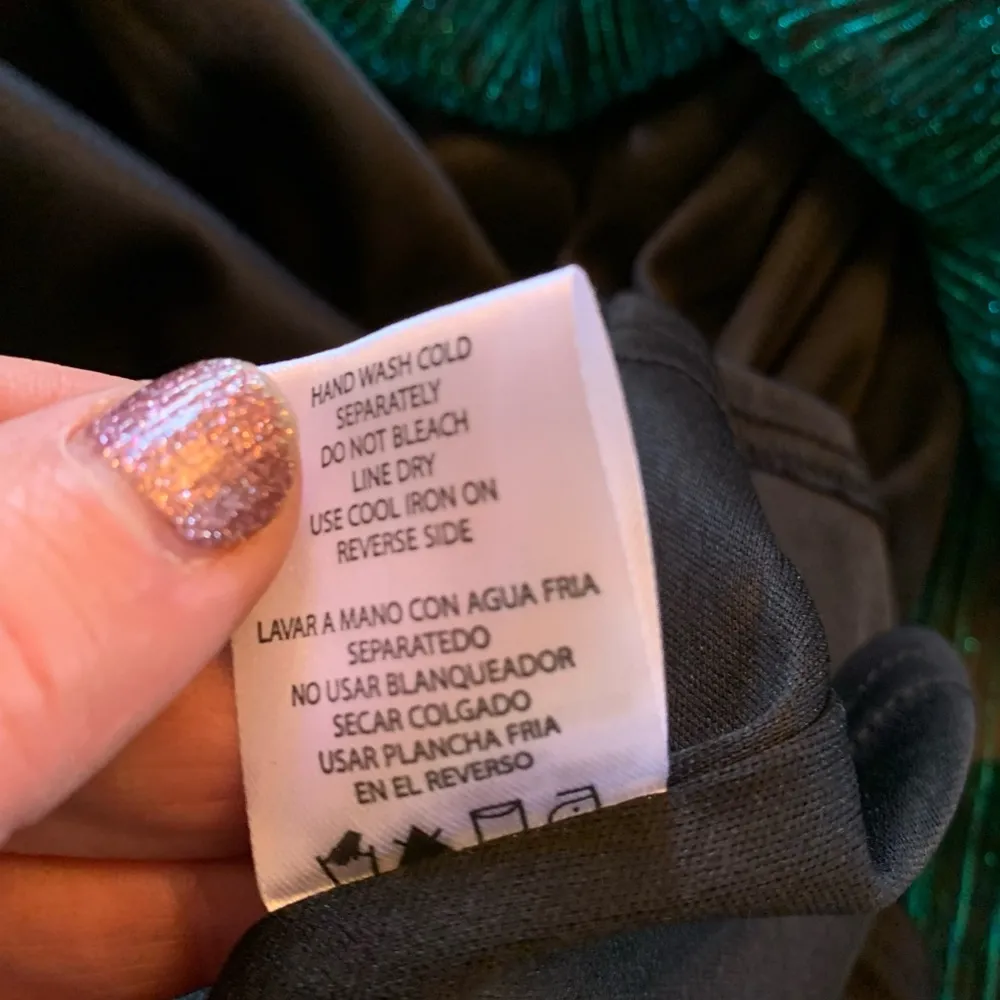 HAND WASH COLD
SEPARATELY
DO NOT BLEACH
LINE DRY
USE COOL IRON ON
REVERSE SIDE
LAVAR A MANO CON AGUA FRIA
SEPARATEDO
NO USAR BLANQUEADOR
SECAR COLGADO
USAR PLANCHA FRIA
EN EL REVERSO